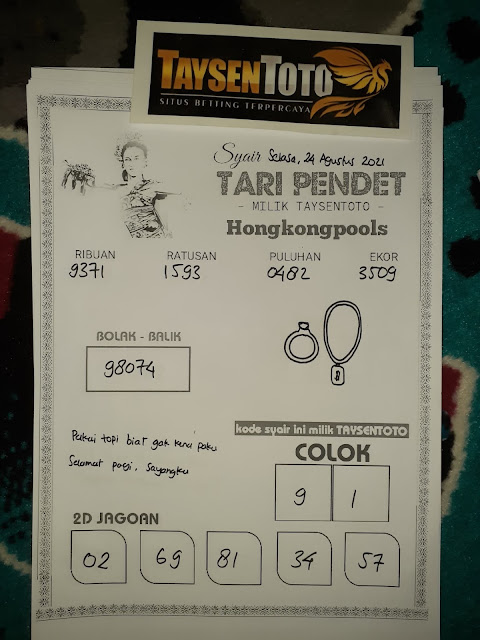 TAYSENTOTO
SITUS BETTING TERPERCAYA
Syair Selasa, 24 Agustus 2021
TARI PENDET
- MILIK TAYSENTOTO -
Hongkongpools
RIBUAN RATUSAN PULUHAN EKOR
9371 1593 0482 3509
BOLAK - BALIK
98074
kode syair ini milik TAYSENTOTO
Pakai topi biar gak kena paku
Selamat pagi, Sayangku
COLOK
9 1
2D JAGOAN
02 69 81 34 57